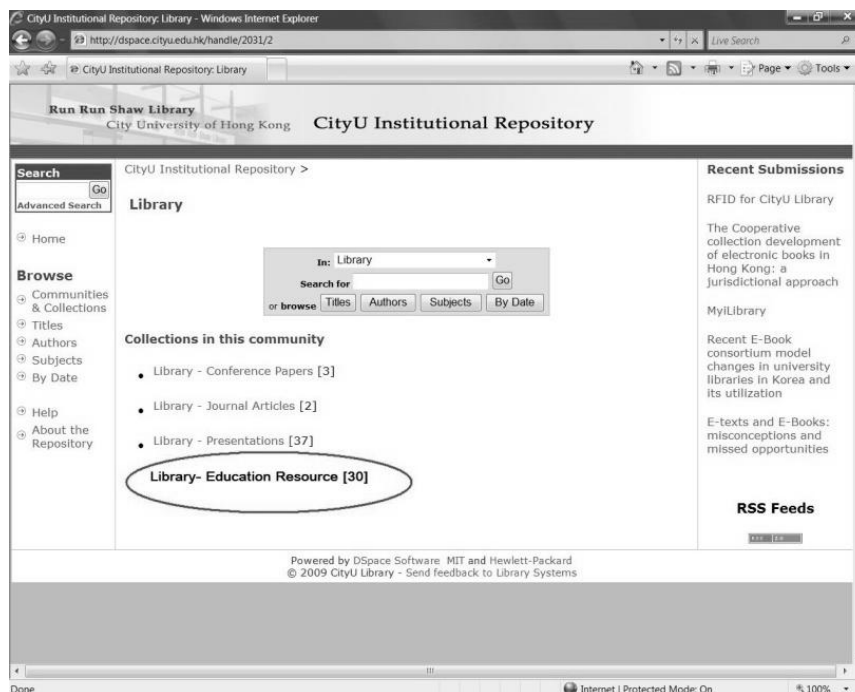 CityU Institutional Repository: Library - Windows Internet Explorer
http://dspace.cityu.edu.hk/handle/2031/2
Live Search
CityU Institutional Repository: Library
Page
Tools
Run Run Shaw Library
City University of Hong Kong
CityU Institutional Repository
Search
Go
Advanced Search
Home
Browse
Communities
& Collections
Titles
Authors
Subjects
By Date
Help
About the
Repository
CityU Institutional Repository >
Library
In: Library
Search for
Go
or browse Titles Authors Subjects By Date
Collections in this community
Library - Conference Papers [3]
Library - Journal Articles [2]
Library - Presentations [37]
Library- Education Resource [30]
Recent Submissions
RFID for CityU Library
The Cooperative
collection development
of electronic books in
Hong Kong: a
jurisdictional approach
MyiLibrary
Recent E-Book
consortium model
changes in university
libraries in Korea and
its utilization
E-texts and E-Books:
misconceptions and
missed opportunities
RSS Feeds
Powered by DSpace Software MIT and Hewlett-Packard
© 2009 CityU Library - Send feedback to Library Systems
Done
Internet | Protected Mode: On
100%